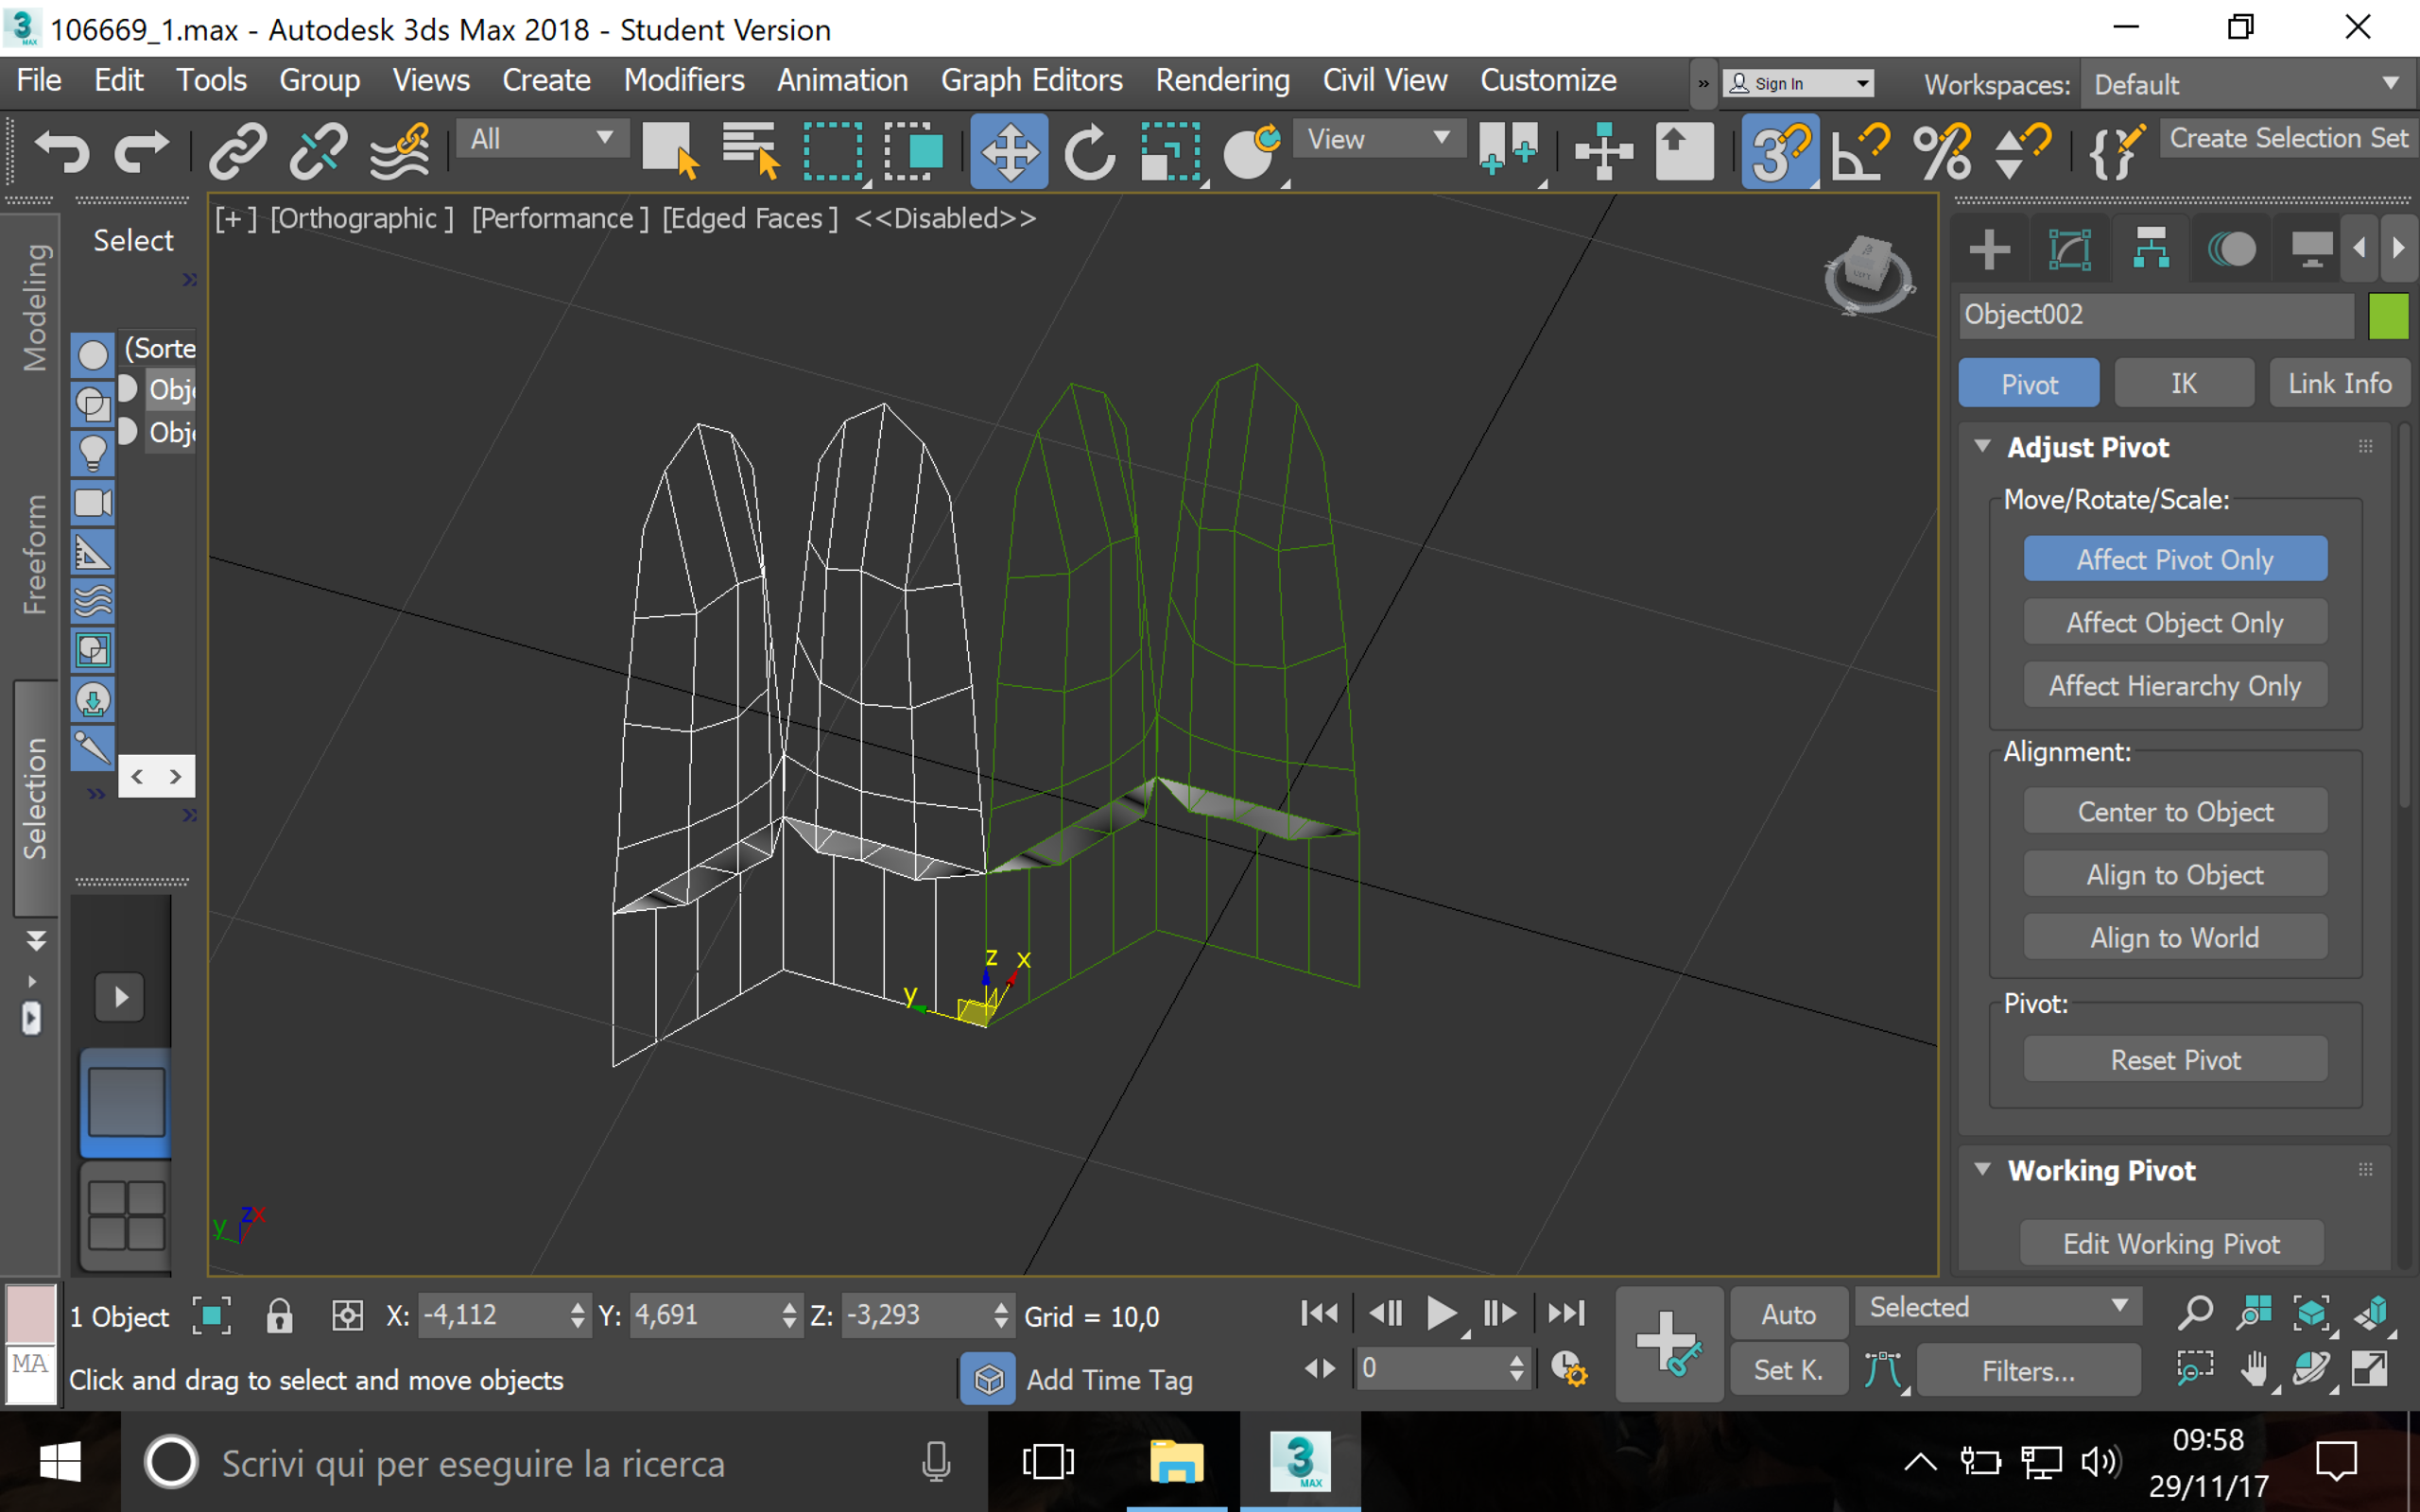 106669_1.max - Autodesk 3ds Max 2018 - Student Version
File Edit Tools Group Views Create Modifiers Animation Graph Editors Rendering Civil View Customize » Sign In Workspaces: Default
All View Create Selection Set
[+] [Orthographic] [Performance] [Edged Faces] <<Disabled>>
Select
Modeling
Freeform
Selection
(Sorte
Obje
Obje
Object002
Pivot IK Link Info
Adjust Pivot
Move/Rotate/Scale:
Affect Pivot Only
Affect Object Only
Affect Hierarchy Only
Alignment:
Center to Object
Align to Object
Align to World
Pivot:
Reset Pivot
Working Pivot
Edit Working Pivot
z x
y
y z x
1 Object X: -4,112 Y: 4,691 Z: -3,293 Grid = 10,0 Auto Selected
MA Click and drag to select and move objects Add Time Tag 0 Set K. Filters...
Scrivi qui per eseguire la ricerca
3 MAX
09:58
29/11/17